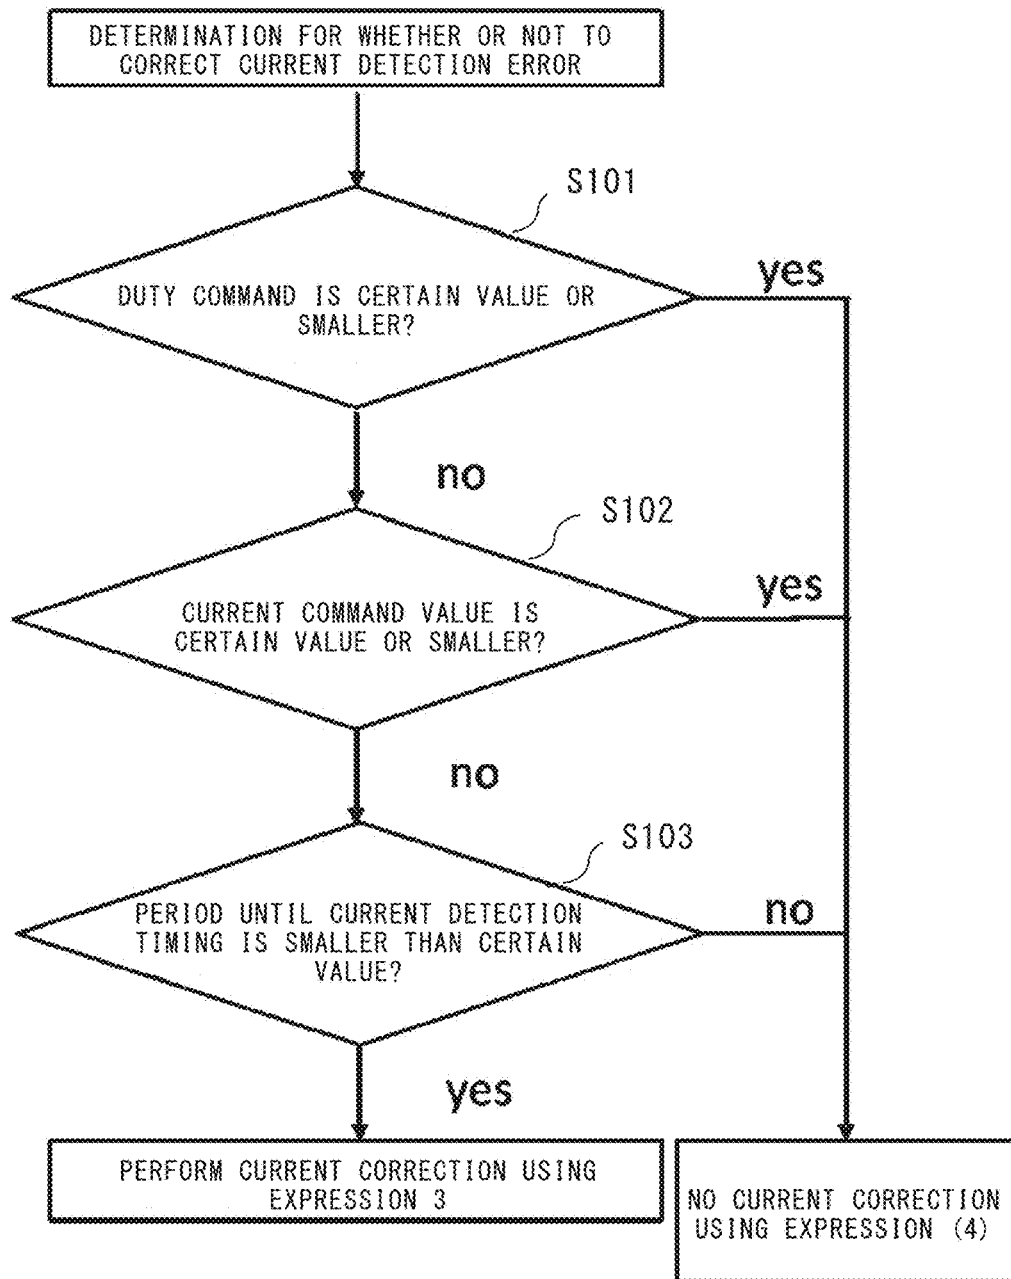 DETERMINATION FOR WHETHER OR NOT TO
CORRECT CURRENT DETECTION ERROR
S101
yes
DUTY COMMAND IS CERTAIN VALUE OR
SMALLER?
no
S102
yes
CURRENT COMMAND VALUE IS
CERTAIN VALUE OR SMALLER?
no
S103
no
PERIOD UNTIL CURRENT DETECTION
TIMING IS SMALLER THAN CERTAIN
VALUE?
yes
PERFORM CURRENT CORRECTION USING
EXPRESSION 3
NO CURRENT CORRECTION
USING EXPRESSION (4)